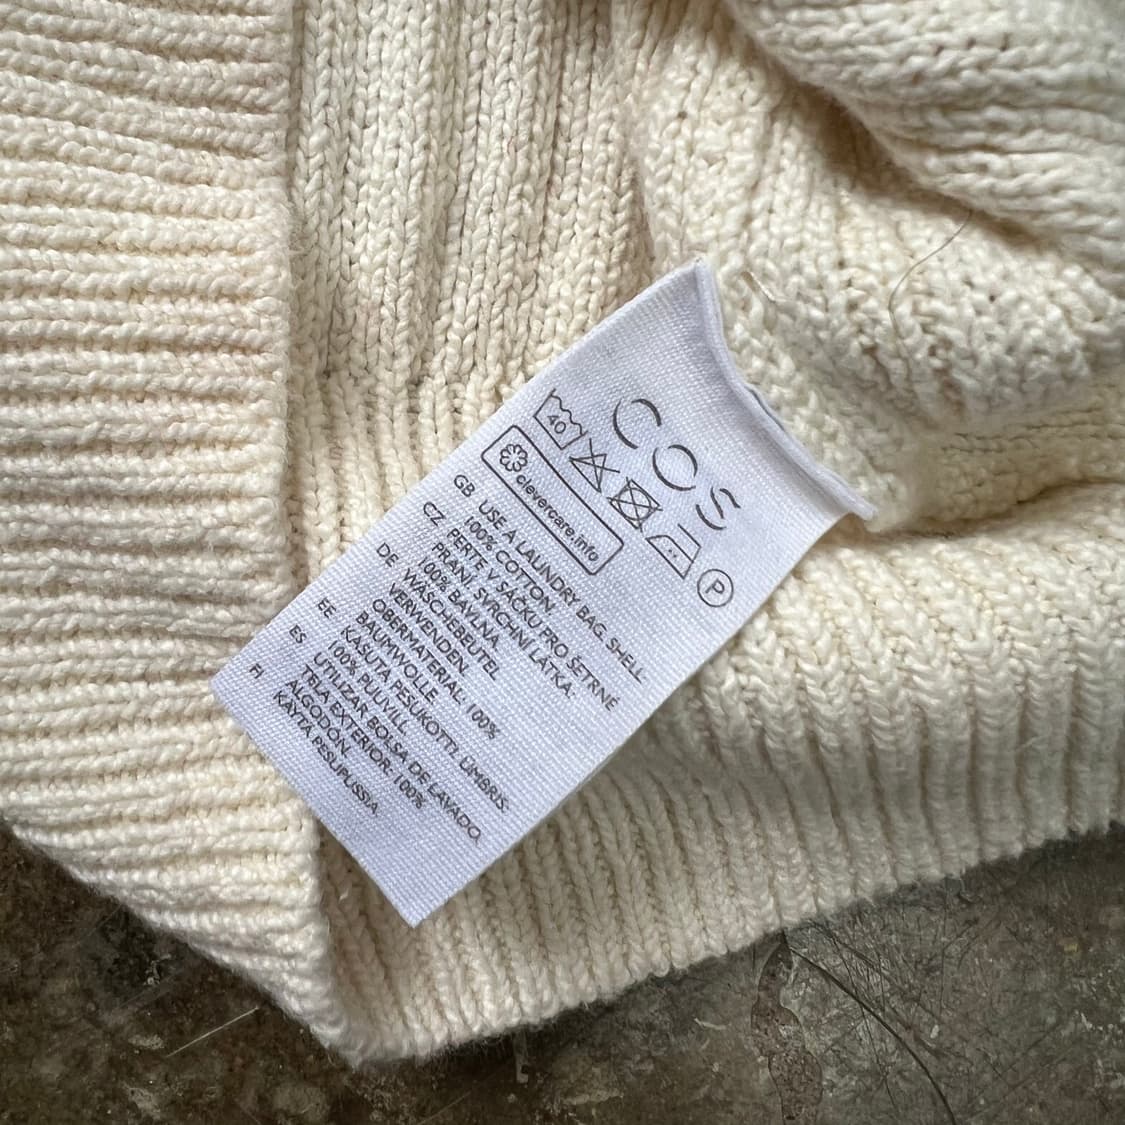 COS
40
P
clevercare.info
GB USE A LAUNDRY BAG. SHELL
100% COTTON
CZ PERTE V SÁČKU PRO ŠETRNÉ
PRANÍ. SVRCHNÍ LÁTKA:
100% BAVLNA
DE WÄSCHEBEUTEL
VERWENDEN.
OBERMATERIAL: 100%
BAUMWOLLE
EE KASUTA PESUKOTTI. ÜMBRIS:
100% PUUVILL
ES UTILIZAR BOLSA DE LAVADO.
TELA EXTERIOR: 100%
ALGODÓN
FI KÄYTÄ PESUPUSSIA.